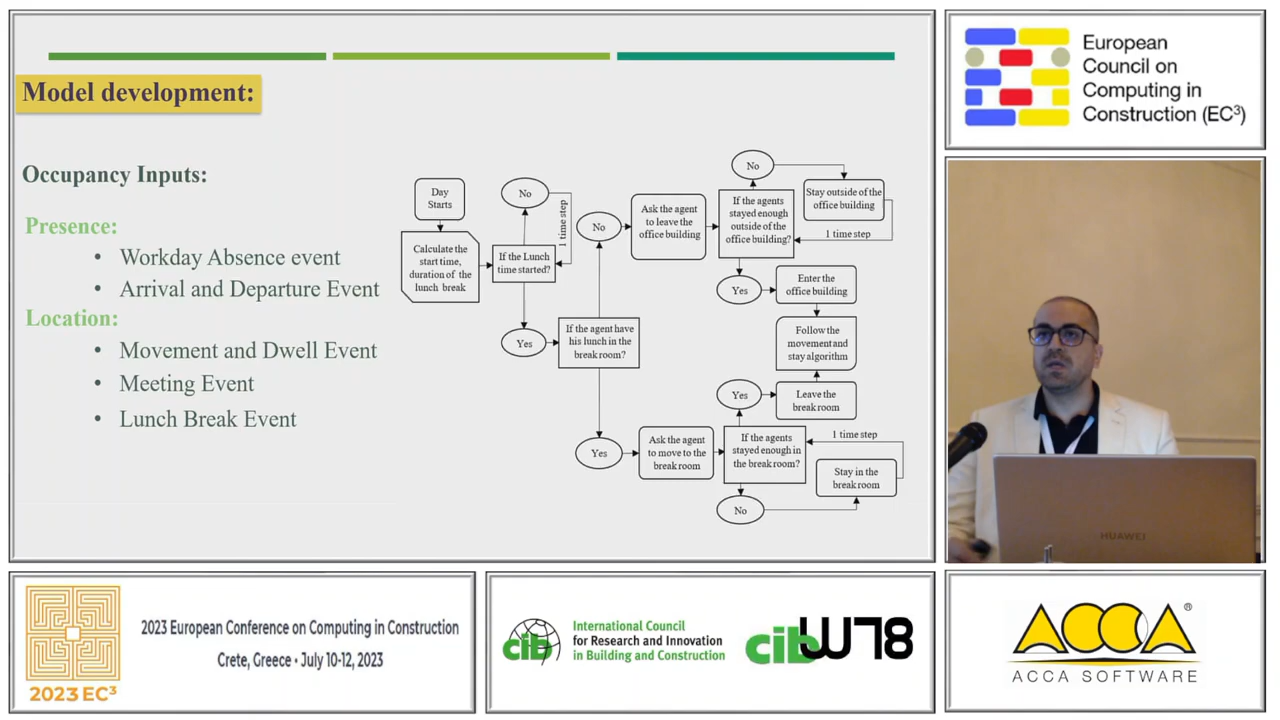 Model development:
Occupancy Inputs:
Presence:
• Workday Absence event
• Arrival and Departure Event
Location:
• Movement and Dwell Event
• Meeting Event
• Lunch Break Event
Day
Starts
Calculate the
start time,
duration of the
lunch break
No
1 time step
If the Lunch
time started?
Yes
If the agent have
his lunch in the
break room?
No
Ask the agent
to leave the
office building
No
If the agents
stayed enough
outside of the
office building?
Stay outside of the
office building
1 time step
Yes
Enter the
office building
Follow the
movement and
stay algorithm
Yes
Leave the
break room
Yes
Ask the agent
to move to the
break room
If the agents
stayed enough in
the break room?
1 time step
Stay in the
break room
No
European
Council on
Computing in
Construction (EC³)
HUAWEI
2023 EC³
2023 European Conference on Computing in Construction
Crete, Greece • July 10-12, 2023
cib
International Council
for Research and Innovation
in Building and Construction
cib W78
ACCA®
ACCA SOFTWARE